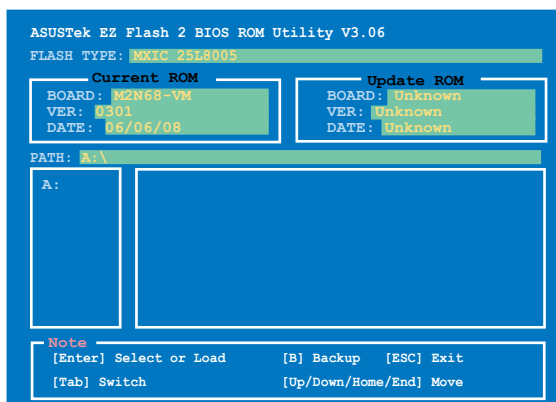 ASUSTek EZ Flash 2 BIOS ROM Utility V3.06
FLASH TYPE: MXIC 25L8005
Current ROM
BOARD: M2N68-VM
VER: 0301
DATE: 06/06/08
Update ROM
BOARD: Unknown
VER: Unknown
DATE: Unknown
PATH: A:\
A:
Note
[Enter] Select or Load [B] Backup [ESC] Exit
[Tab] Switch [Up/Down/Home/End] Move